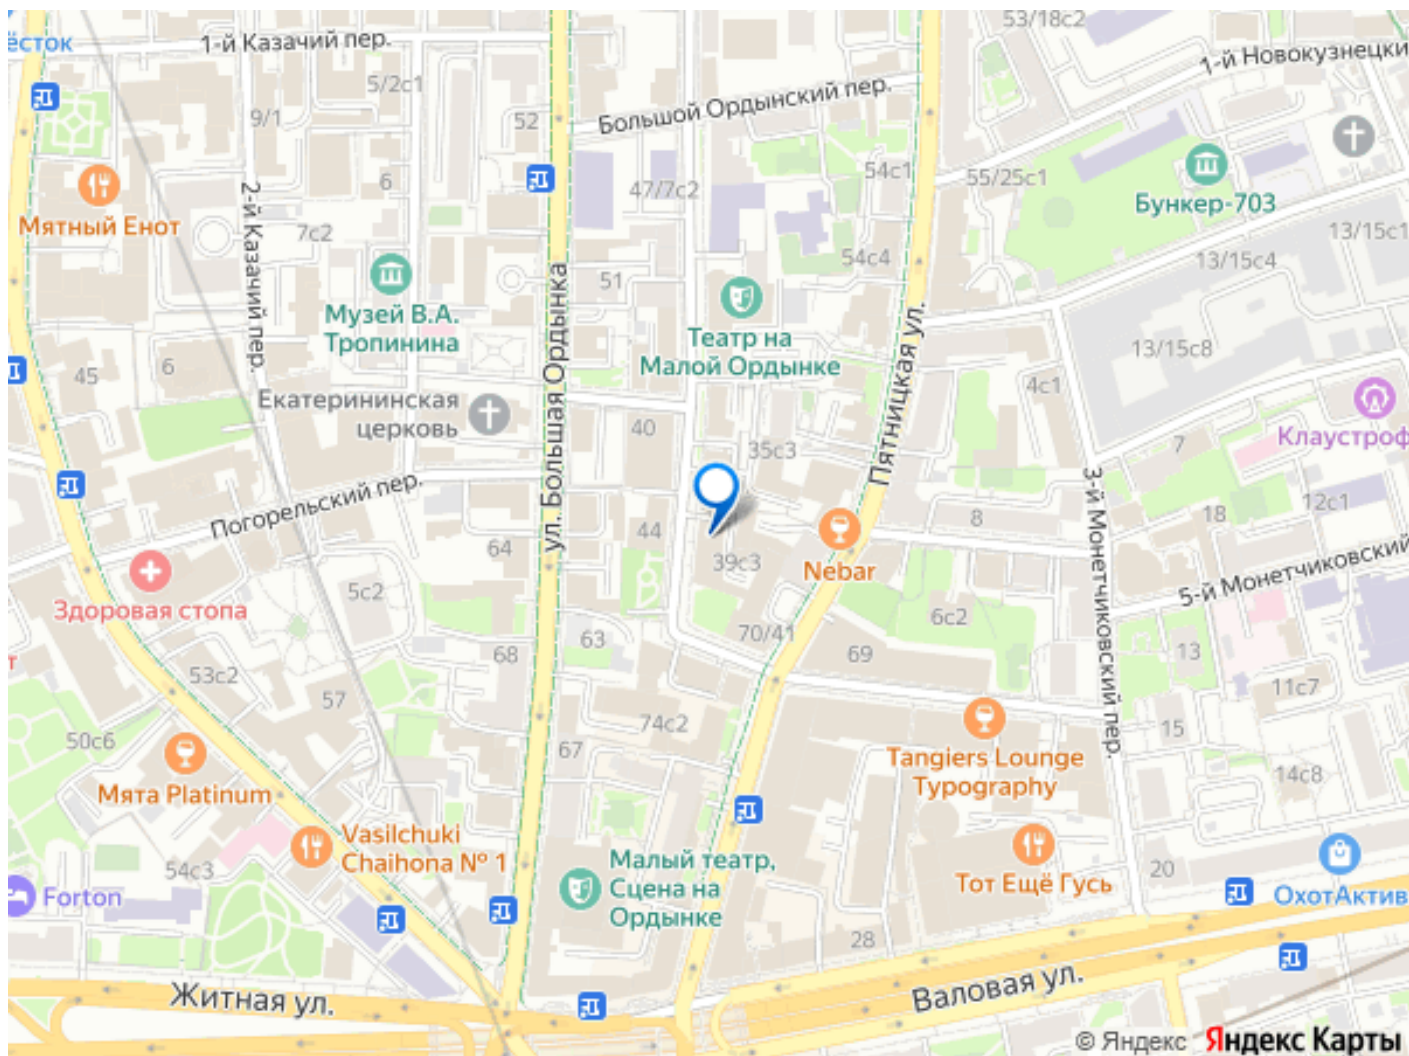 53/18с2
ёсток
1-й Казачий пер.
1-й Новокузнецки
5/2с1
Большой Ордынский пер.
9/1
52
54с1
55/25с1
6
47/7с2
2-й Казачий пер.
Бункер-703
Мятный Енот
7с2
13/15с1
54с4
13/15с4
51
Музей В.А.
Тропинина
ул. Большая Ордынка
Театр на
Малой Ордынке
Пятницкая ул.
13/15с8
6
45
4с1
Екатерининская
церковь
40
35с3
7
Клаустроф
Погорельский пер.
3-й Монетчиковский пер.
12с1
18
8
44
64
39с3
Nebar
5-й Монетчиковский
Здоровая стопа
5с2
6с2
63
70/41
т
68
69
13
53с2
11с7
57
74с2
15
50с6
67
Tangiers Lounge
Typography
14с8
Мята Platinum
Vasilchuki
Chaihona № 1
54с3
Малый театр,
Сцена на
Ордынке
20
Тот Ещё Гусь
ОхотАктив
Forton
28
Житная ул.
Валовая ул.
© Яндекс Яндекс Карты